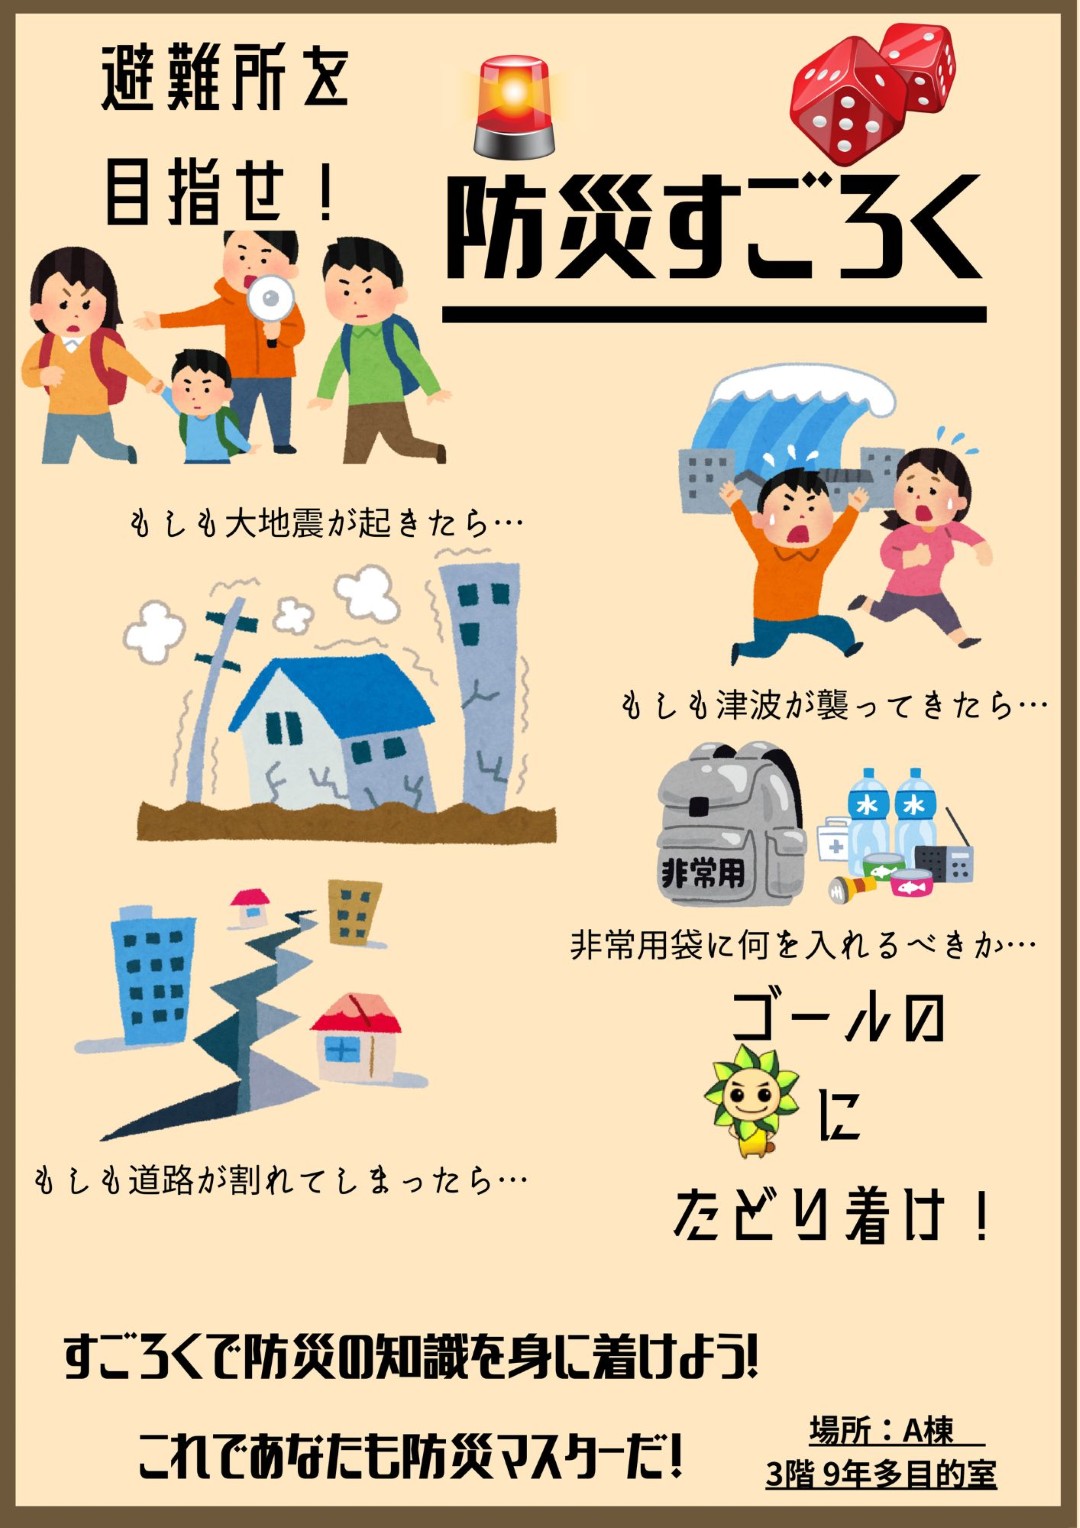 避難所を
目指せ！
防災すごろく
もしも大地震が起きたら…
もしも津波が襲ってきたら…
水 水
非常用
非常用袋に何を入れるべきか…
もしも道路が割れてしまったら…
ゴールの
に
たどり着け！
すごろくで防災の知識を身に着けよう!
これであなたも防災マスターだ!
場所：A棟
3階 9年多目的室